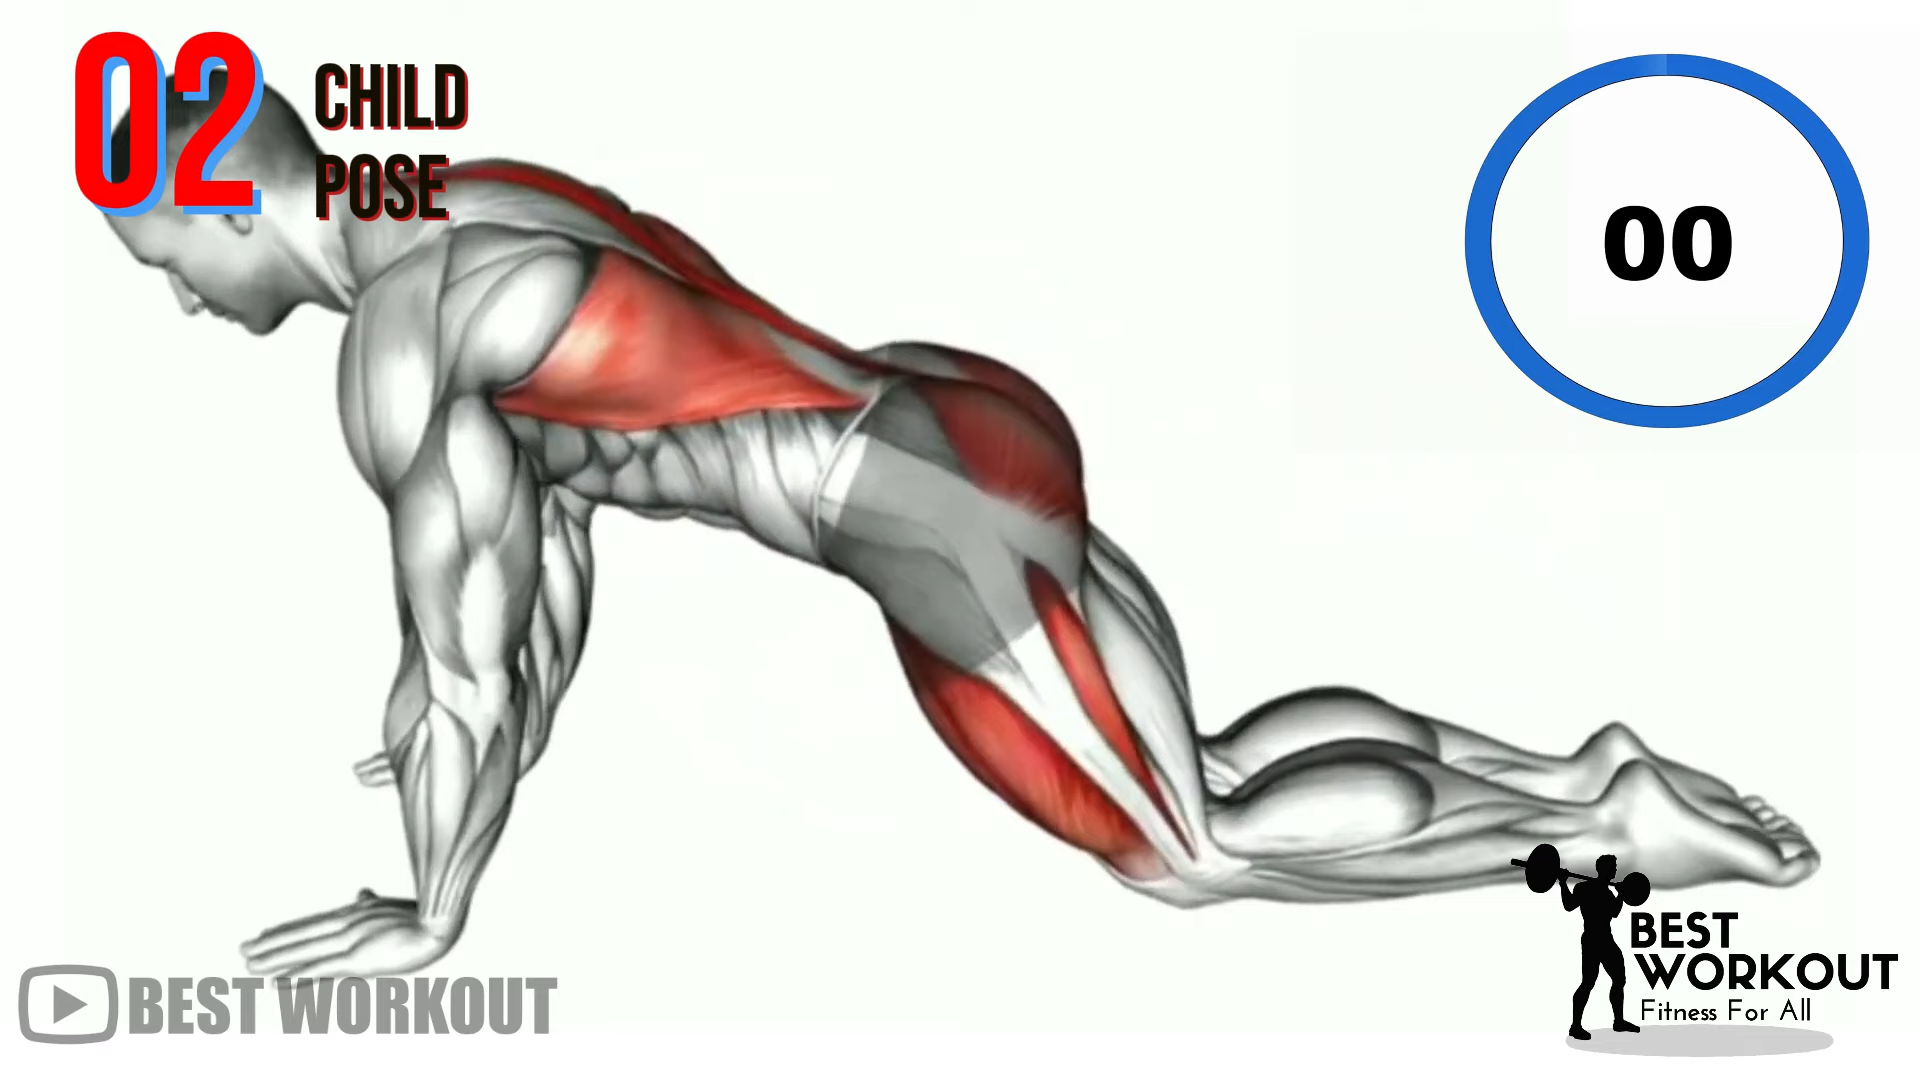 02
CHILD
POSE
00
BEST WORKOUT
BEST
WORKOUT
Fitness For All